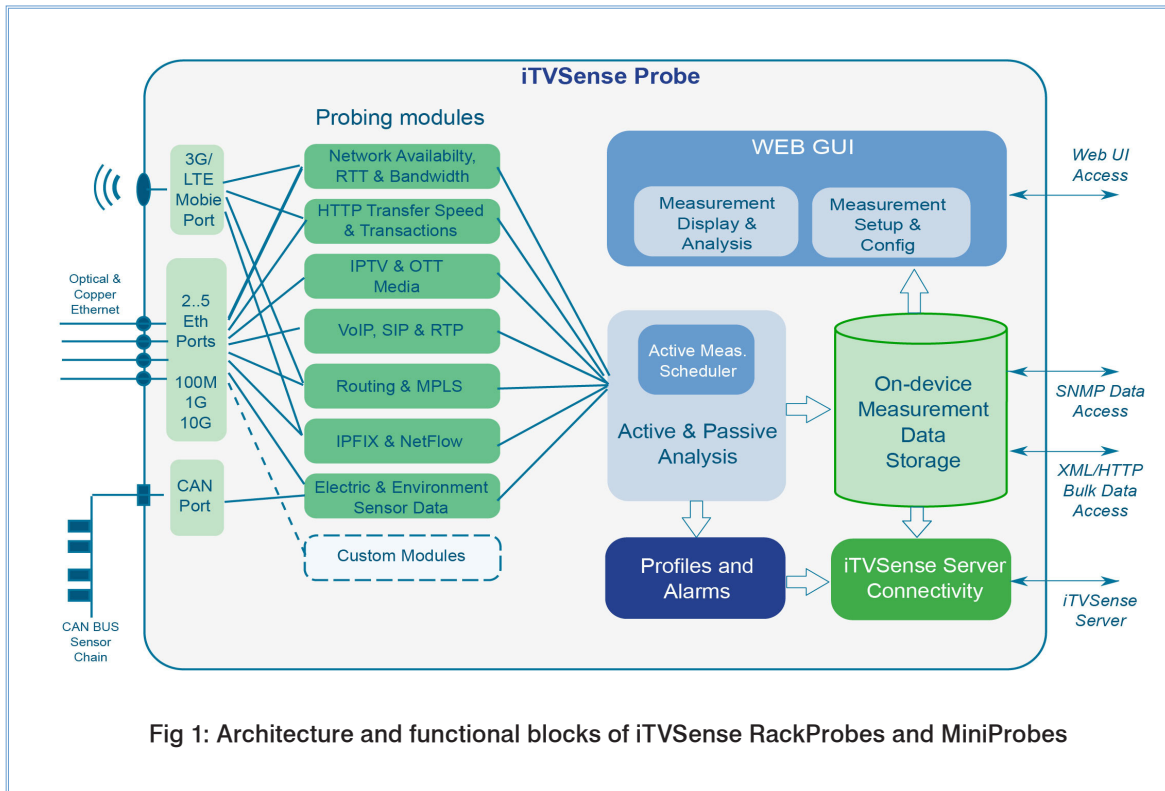 iTVSense Probe
Probing modules
3G/
LTE
Mobie
Port
Optical &
Copper
Ethernet
2..5
Eth
Ports
100M
1G
10G
CAN
Port
CAN BUS
Sensor
Chain
Network Availabilty,
RTT & Bandwidth
HTTP Transfer Speed
& Transactions
IPTV & OTT
Media
VoIP, SIP & RTP
Routing & MPLS
IPFIX & NetFlow
Electric & Environment
Sensor Data
Custom Modules
WEB GUI
Measurement
Display &
Analysis
Measurement
Setup &
Config
Active Meas.
Scheduler
Active & Passive
Analysis
On-device
Measurement
Data
Storage
Profiles and
Alarms
iTVSense Server
Connectivity
Web UI
Access
SNMP Data
Access
XML/HTTP
Bulk Data
Access
iTVSense
Server
Fig 1: Architecture and functional blocks of iTVSense RackProbes and MiniProbes